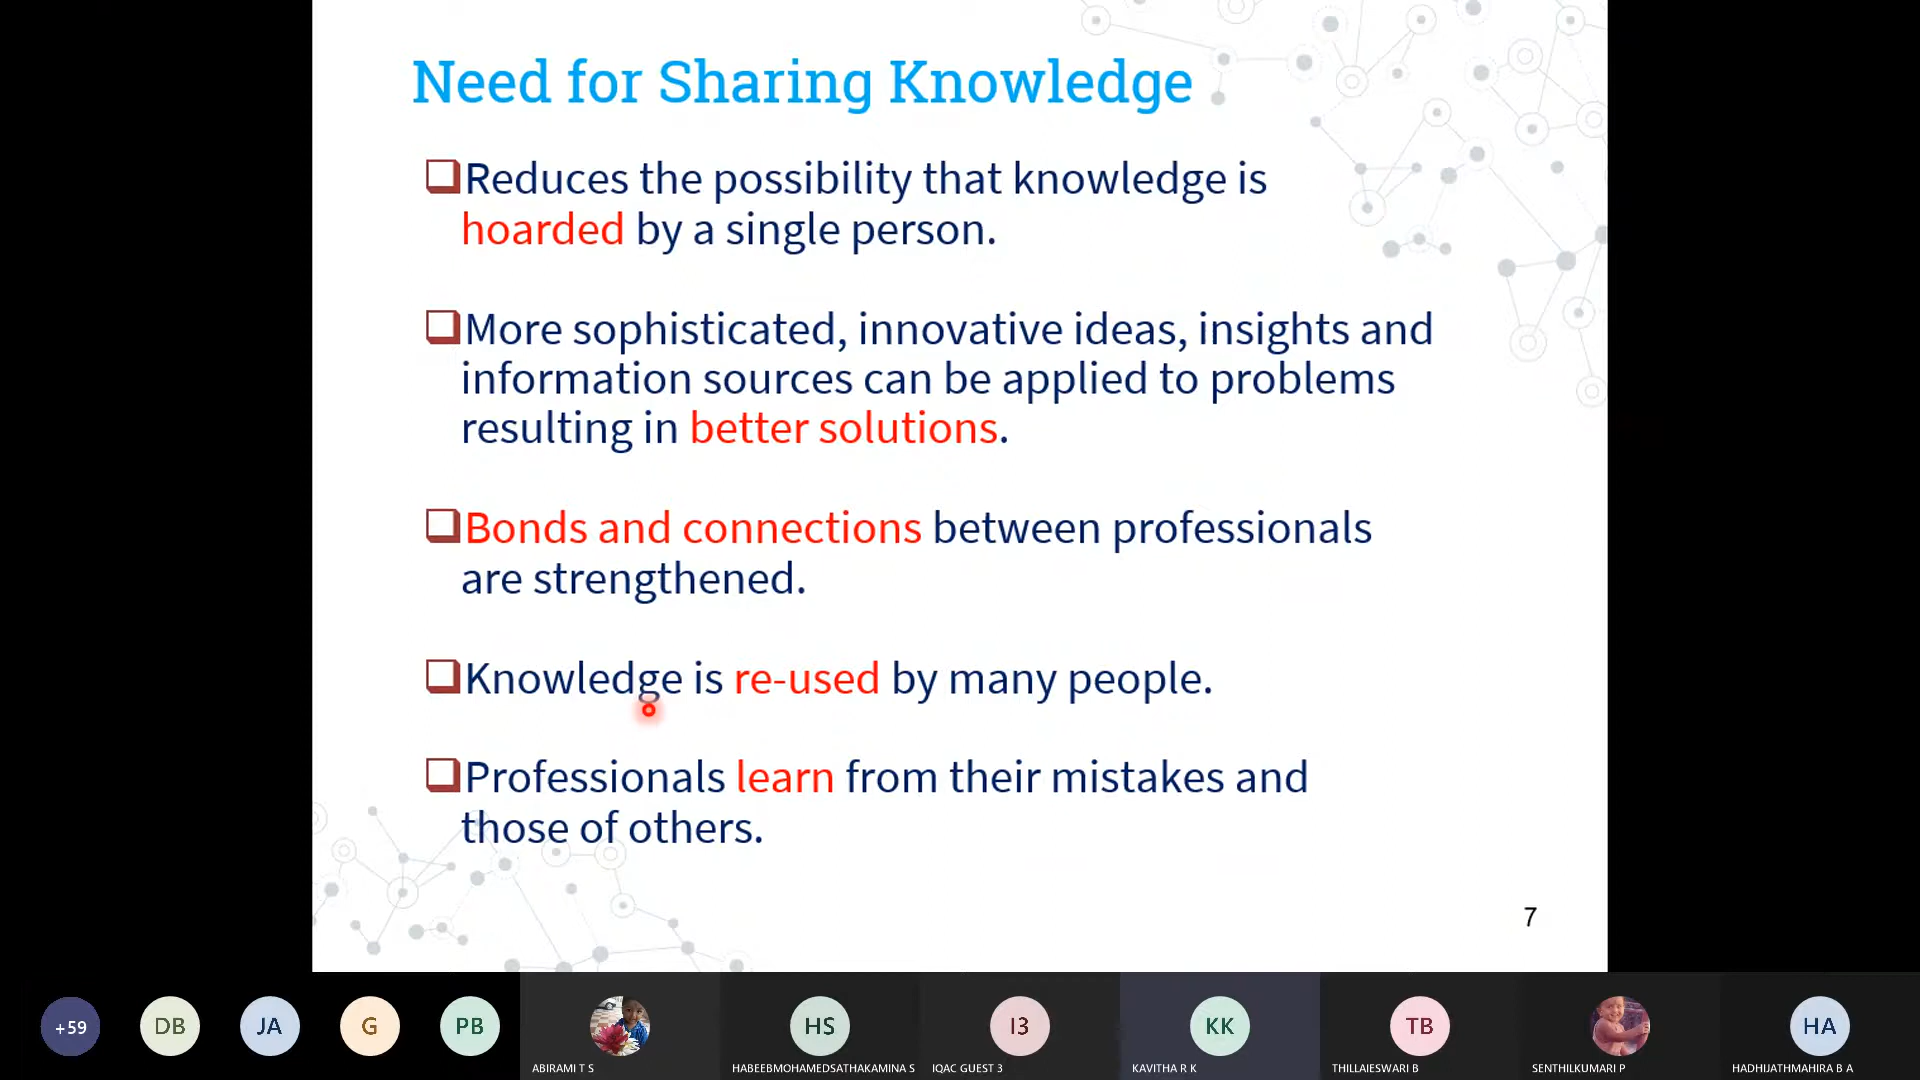 Need for Sharing Knowledge
Reduces the possibility that knowledge is
hoarded by a single person.
More sophisticated, innovative ideas, insights and
information sources can be applied to problems
resulting in better solutions.
Bonds and connections between professionals
are strengthened.
Knowledge is re-used by many people.
Professionals learn from their mistakes and
those of others.
7
+59
DB
JA
G
PB
HS
I3
KK
TB
HA
ABIRAMI T S
HABEEBMOHAMEDSATHAKAMINA S
IQAC GUEST 3
KAVITHA R K
THILLAIESWARI B
SENTHILKUMARI P
HADHIJATHMAHIRA B A